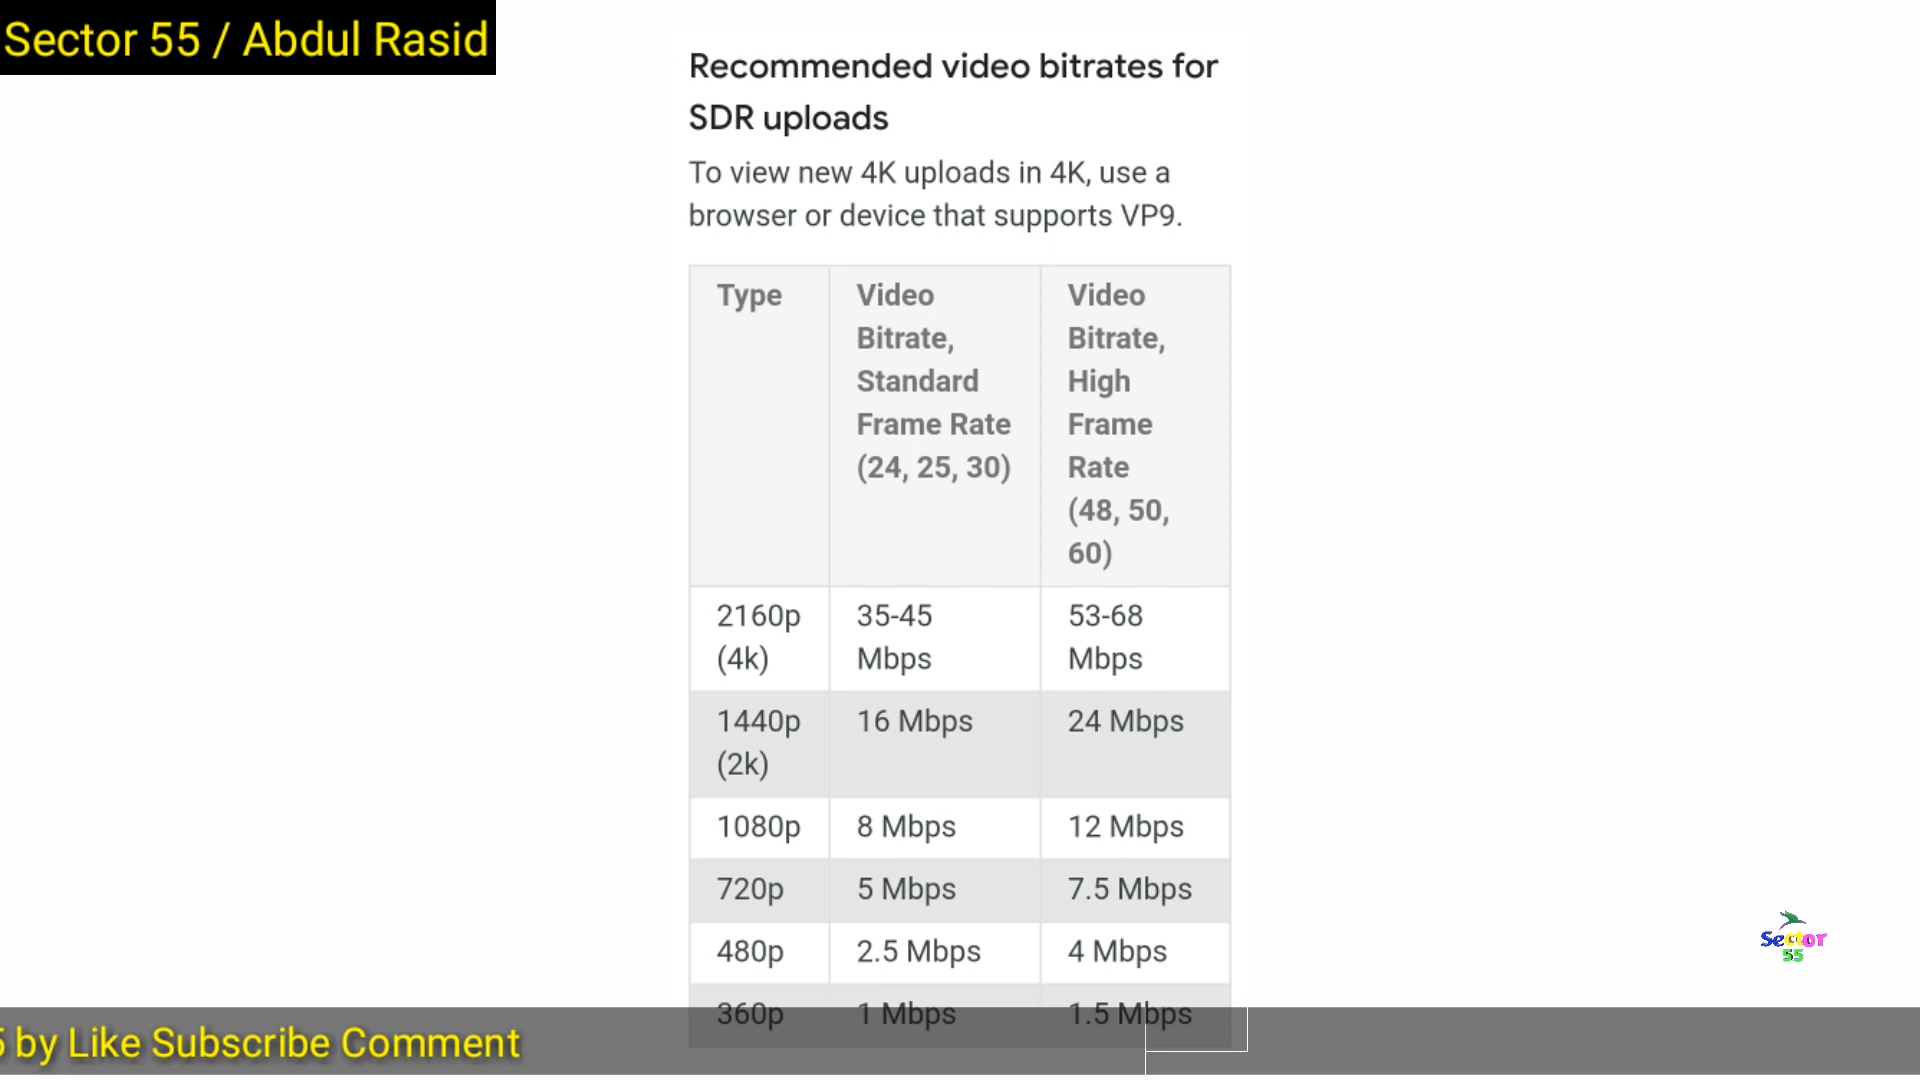 Sector 55 / Abdul Rasid
Recommended video bitrates for
SDR uploads
To view new 4K uploads in 4K, use a
browser or device that supports VP9.
Type
Video
Bitrate,
Standard
Frame Rate
(24, 25, 30)
Video
Bitrate,
High
Frame
Rate
(48, 50,
60)
2160p
(4k)
35-45
Mbps
53-68
Mbps
1440p
(2k)
16 Mbps
24 Mbps
1080p
8 Mbps
12 Mbps
720p
5 Mbps
7.5 Mbps
480p
2.5 Mbps
4 Mbps
360p
1 Mbps
1.5 Mbps
Sector
55
by Like Subscribe Comment